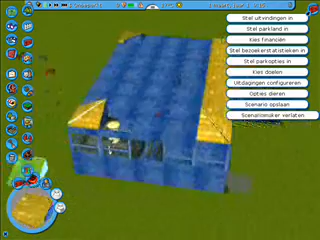 Stel uitvindingen in
Stel parkland in
Kies financiën
Stel bezoekerstatistieken in
Stel parkopties in
Kies doelen
Uitdagingen configureren
Opties dieren
Scenario opslaan
Scenariomaker verlaten